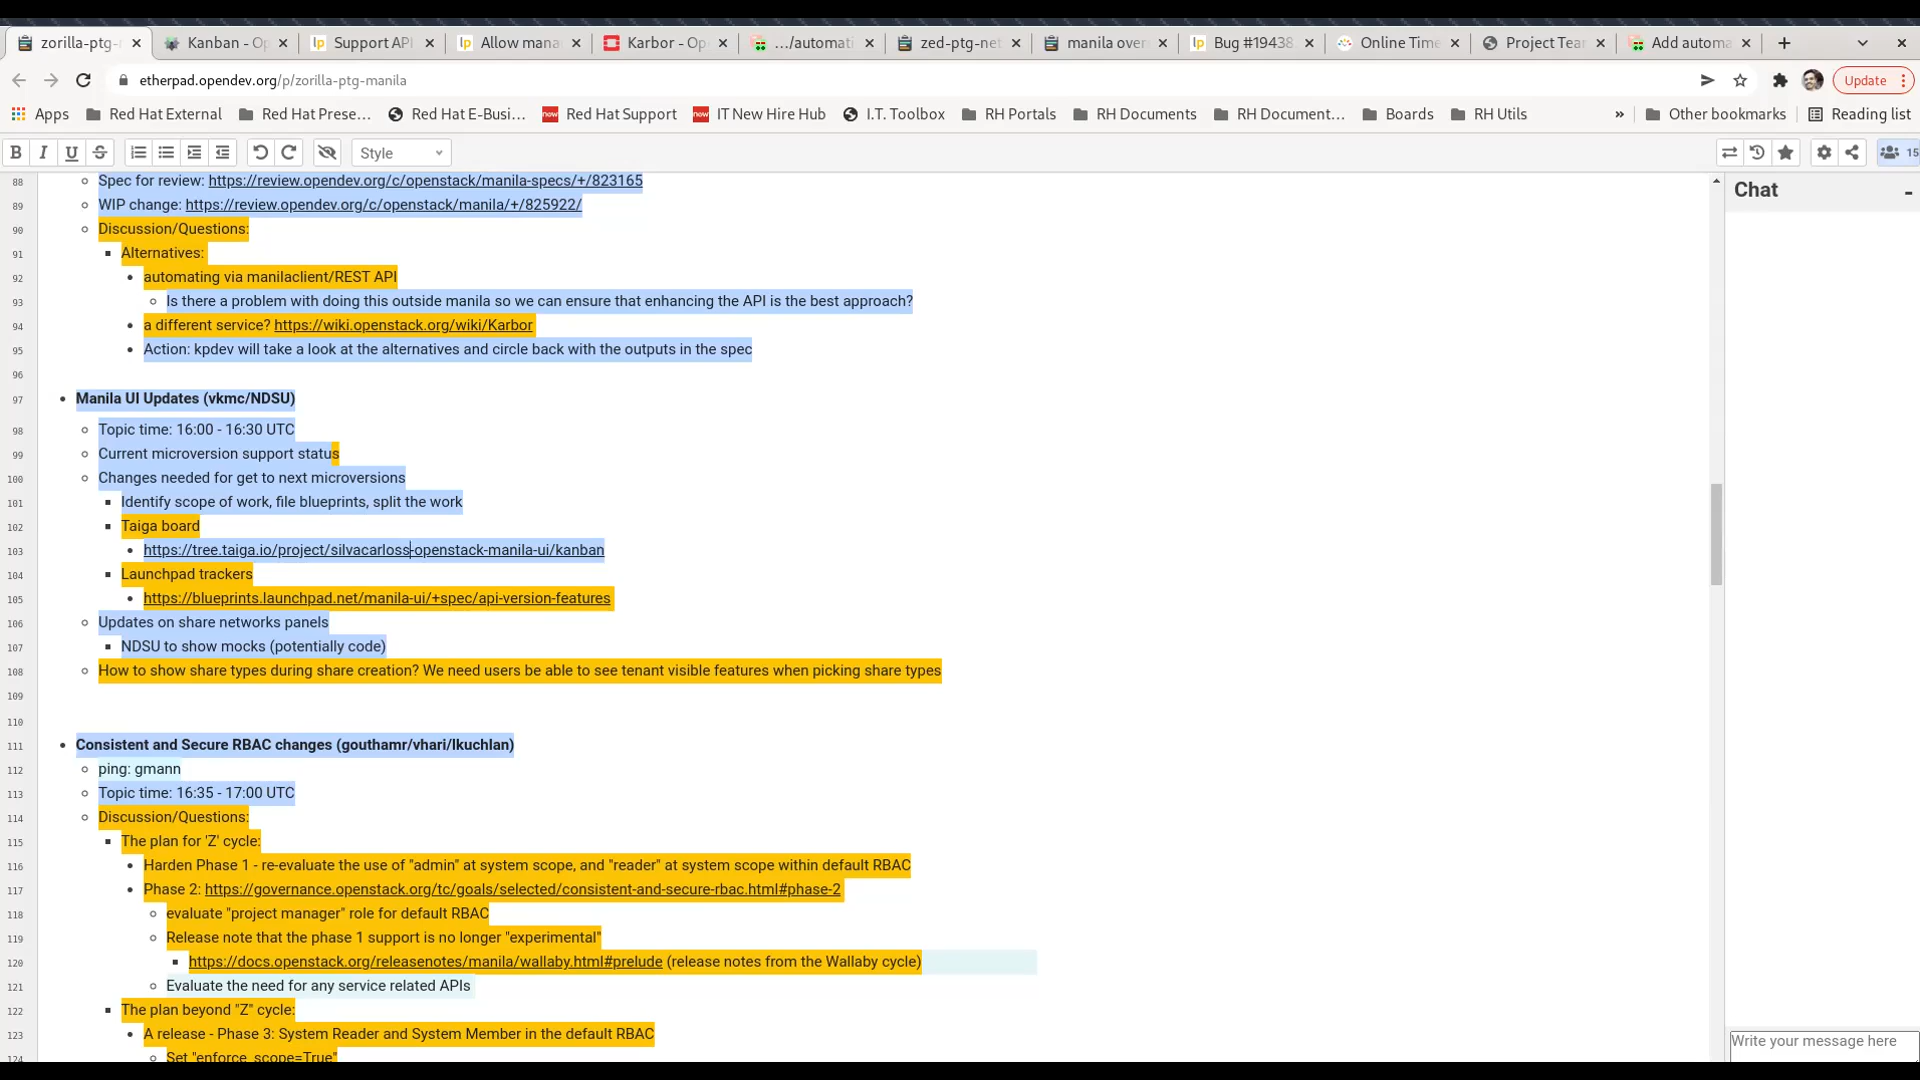 zorilla-ptg-
Kanban - Op
Support API
Allow mana
Karbor - Op
.../automati
zed-ptg-net
manila over
Bug #19438
Online Time
Project Tean
Add automa
etherpad.opendev.org/p/zorilla-ptg-manila
Update
Apps
Red Hat External
Red Hat Prese...
Red Hat E-Busi...
Red Hat Support
IT New Hire Hub
I.T. Toolbox
RH Portals
RH Documents
RH Document...
Boards
RH Utils
»
Other bookmarks
Reading list
B I U S
Style
15
88 Spec for review: https://review.opendev.org/c/openstack/manila-specs/+/823165
89 WIP change: https://review.opendev.org/c/openstack/manila/+/825922/
90 Discussion/Questions:
91 Alternatives:
92 automating via manilaclient/REST API
93 Is there a problem with doing this outside manila so we can ensure that enhancing the API is the best approach?
94 a different service? https://wiki.openstack.org/wiki/Karbor
95 Action: kpdev will take a look at the alternatives and circle back with the outputs in the spec
96
97 Manila UI Updates (vkmc/NDSU)
98 Topic time: 16:00 - 16:30 UTC
99 Current microversion support status
100 Changes needed for get to next microversions
101 Identify scope of work, file blueprints, split the work
102 Taiga board
103 https://tree.taiga.io/project/silvacarloss-openstack-manila-ui/kanban
104 Launchpad trackers
105 https://blueprints.launchpad.net/manila-ui/+spec/api-version-features
106 Updates on share networks panels
107 NDSU to show mocks (potentially code)
108 How to show share types during share creation? We need users be able to see tenant visible features when picking share types
109
110
111 Consistent and Secure RBAC changes (gouthamr/vhari/lkuchlan)
112 ping: gmann
113 Topic time: 16:35 - 17:00 UTC
114 Discussion/Questions:
115 The plan for 'Z' cycle:
116 Harden Phase 1 - re-evaluate the use of "admin" at system scope, and "reader" at system scope within default RBAC
117 Phase 2: https://governance.openstack.org/tc/goals/selected/consistent-and-secure-rbac.html#phase-2
118 evaluate "project manager" role for default RBAC
119 Release note that the phase 1 support is no longer "experimental"
120 https://docs.openstack.org/releasenotes/manila/wallaby.html#prelude (release notes from the Wallaby cycle)
121 Evaluate the need for any service related APIs
122 The plan beyond "Z" cycle:
123 A release - Phase 3: System Reader and System Member in the default RBAC
124 Set "enforce_scope=True"
Chat
-
Write your message here